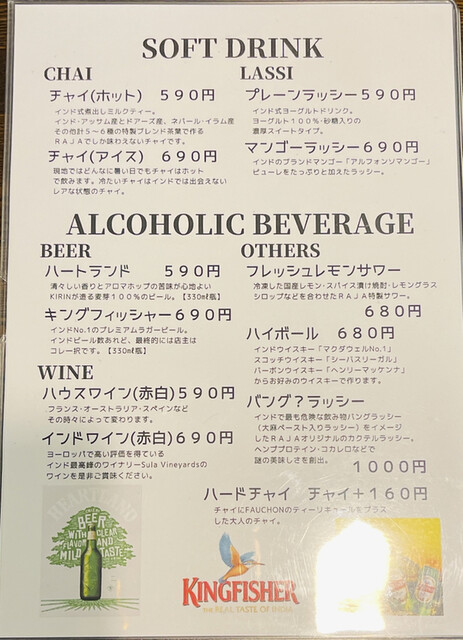 SOFT DRINK
CHAI
チャイ(ホット) 590円
インド式煮出しミルクティー。
インド・アッサム産とドアーズ産、ネパール・イラム産
その他計5~6種の特製ブレンド茶葉で作る
RAJAでしか味わえないチャイです。
チャイ(アイス) 690円
現地ではどんなに暑い日でもチャイはホット
で飲みます。冷たいチャイはインドでは出会えない
レアな状態のチャイ。
LASSI
プレーンラッシー590円
インド式ヨーグルトドリンク。
ヨーグルト100%・砂糖入りの
濃厚スイートタイプ。
マンゴーラッシー690円
インドのブランドマンゴー「アルフォンソマンゴー」
ピューレをたっぷりと加えたラッシー。
ALCOHOLIC BEVERAGE
BEER
ハートランド 590円
清々しい香りとアロマホップの苦味が心地よい
KIRINが造る麦芽100%のビール。【330㎖瓶】
キングフィッシャー690円
インドNo.1のプレミアムラガービール。
インドビール数あれど、最終的には店主は
コレ一択です。【330㎖瓶】
WINE
ハウスワイン(赤白)590円
フランス・オーストラリア・スペインなど
その時々によって変わります。
インドワイン(赤白)690円
ヨーロッパで高い評価を得ている
インド最高峰のワイナリーSula Vineyardsの
ワインを是非ご賞味ください。
OTHERS
フレッシュレモンサワー
冷凍した国産レモン・スパイス漬け焼酎・レモングラス
シロップなどを合わせたRAJA特製サワー。
680円
ハイボール 680円
インドウイスキー「マクダウェルNo.1」
スコッチウイスキー「シーバスリーガル」
バーボンウイスキー「ヘンリーマッケンナ」
からお好みのウイスキーで作ります。
バング?ラッシー
インドで最も危険な飲み物バングラッシー
(大麻ペースト入りラッシー)をイメージ
したRAJAオリジナルのカクテルラッシー。
ヘンププロテイン・コカレロなどで
謎の美味しさを創出。
1000円
ハードチャイ チャイ+160円
チャイにFAUCHONのティーリキュールをプラス
した大人のチャイ。
HEARTLAND
BEER
WITH CLEAR
FLAVOR AND
MILD TASTE
KINGFISHER
THE REAL TASTE OF INDIA